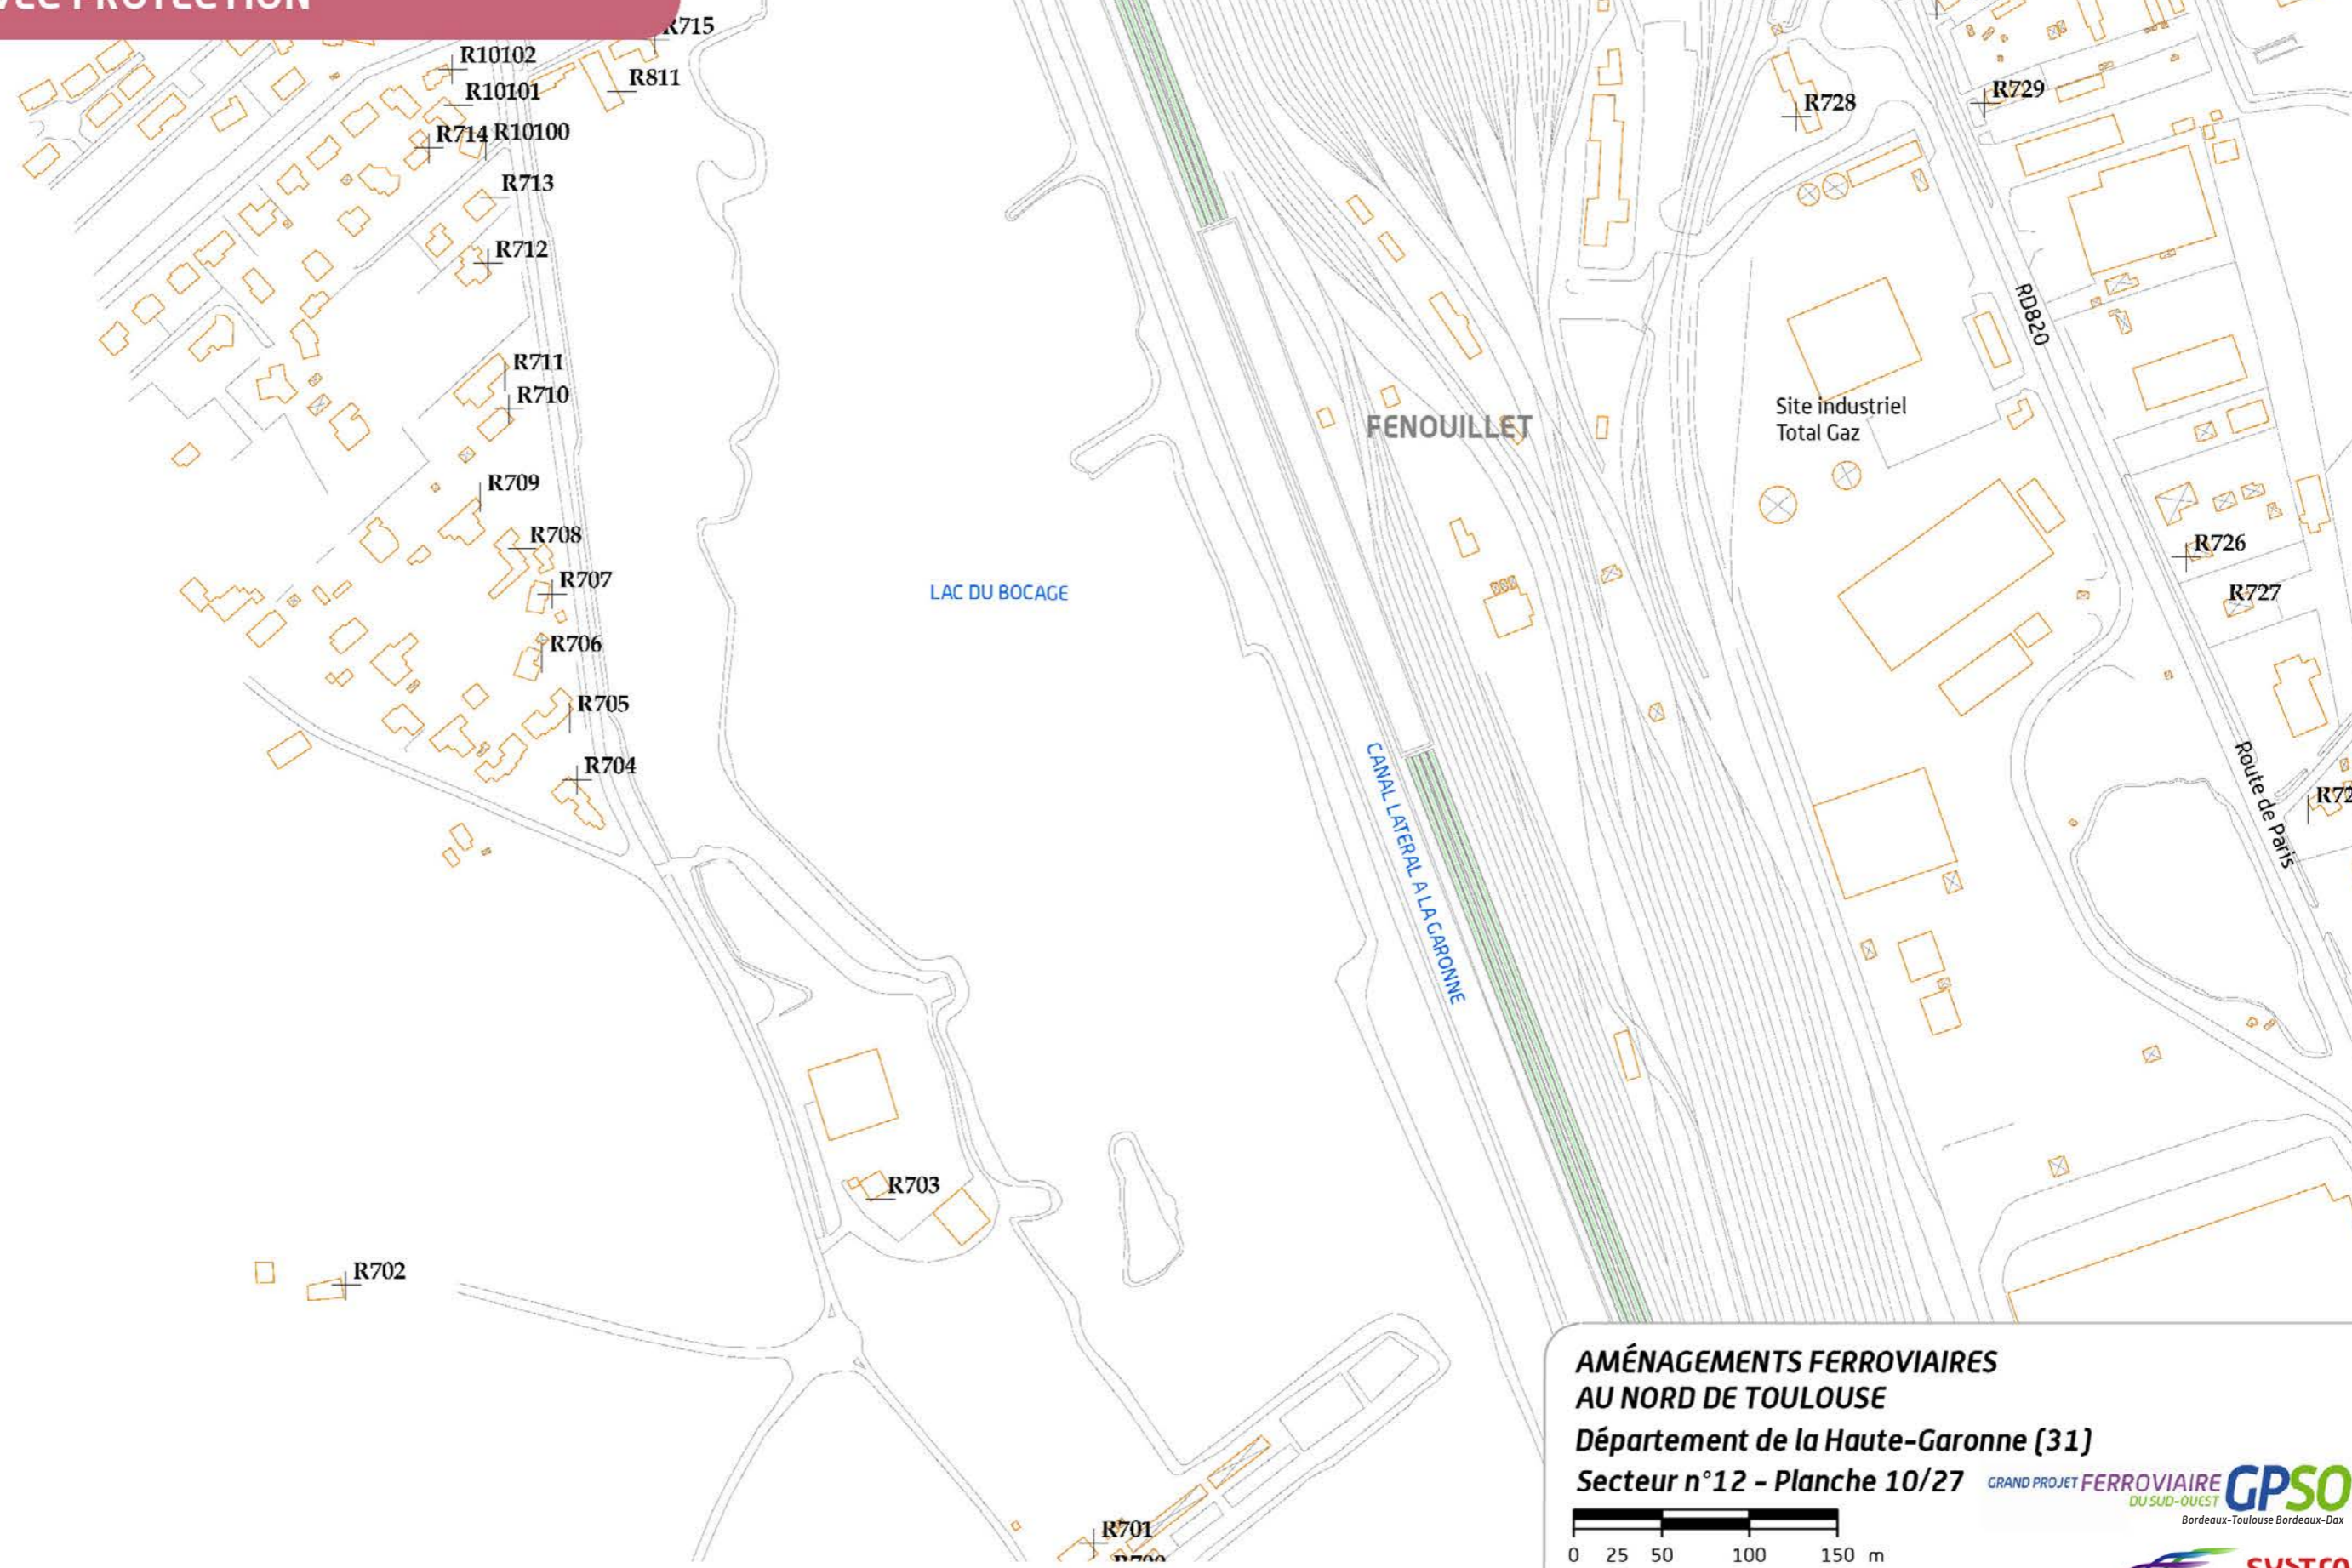 PROTECTION
R715
R10102
R811
R10101
R714 R10100
R713
R712
R711
R710
R709
R708
R707
R706
R705
R704
R703
R702
R701
R728
R729
R726
R727
FENOUILLET
Site industriel
Total Gaz
RD820
Route de Paris
LAC DU BOCAGE
CANAL LATERAL A LA GARONNE
AMÉNAGEMENTS FERROVIAIRES
AU NORD DE TOULOUSE
Département de la Haute-Garonne (31)
Secteur n°12 - Planche 10/27
GRAND PROJET FERROVIAIRE GPSO
DU SUD-OUEST
Bordeaux-Toulouse Bordeaux-Dax
0 25 50 100 150 m